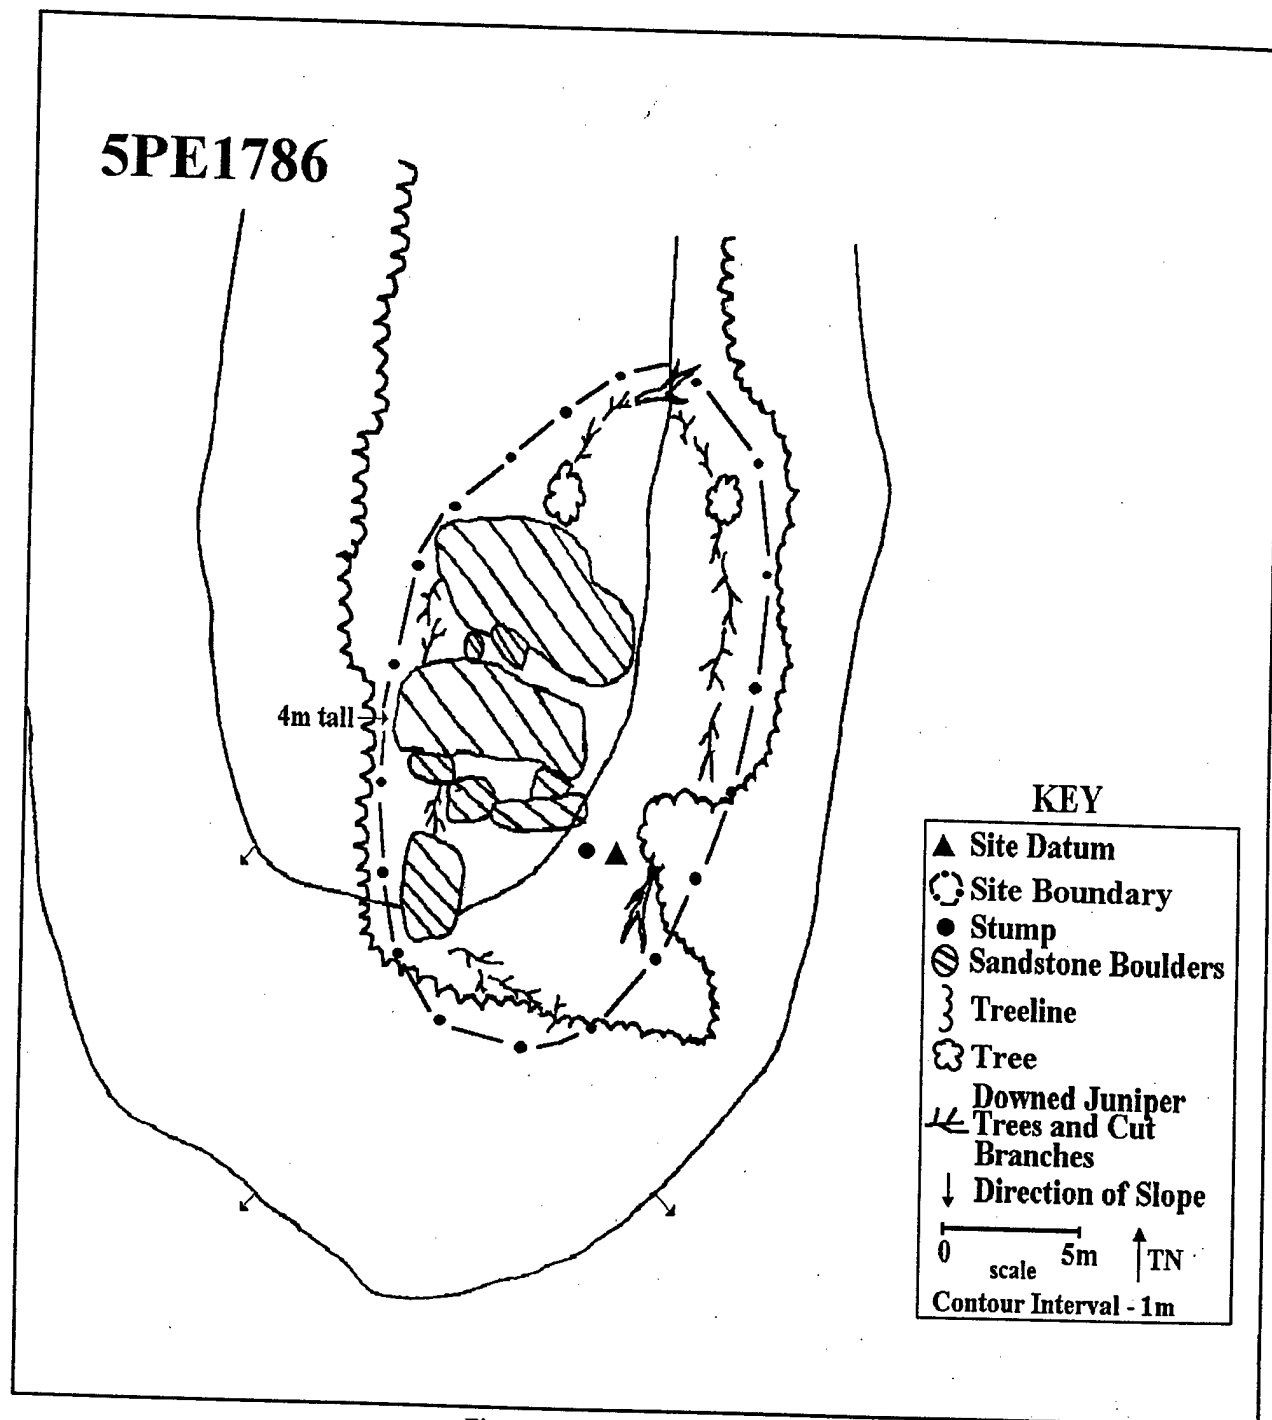 5PE1786
4m tall
KEY
Site Datum
Site Boundary
Stump
Sandstone Boulders
Treeline
Tree
Downed Juniper
Trees and Cut
Branches
Direction of Slope
0 5m
scale
TN
Contour Interval - 1m